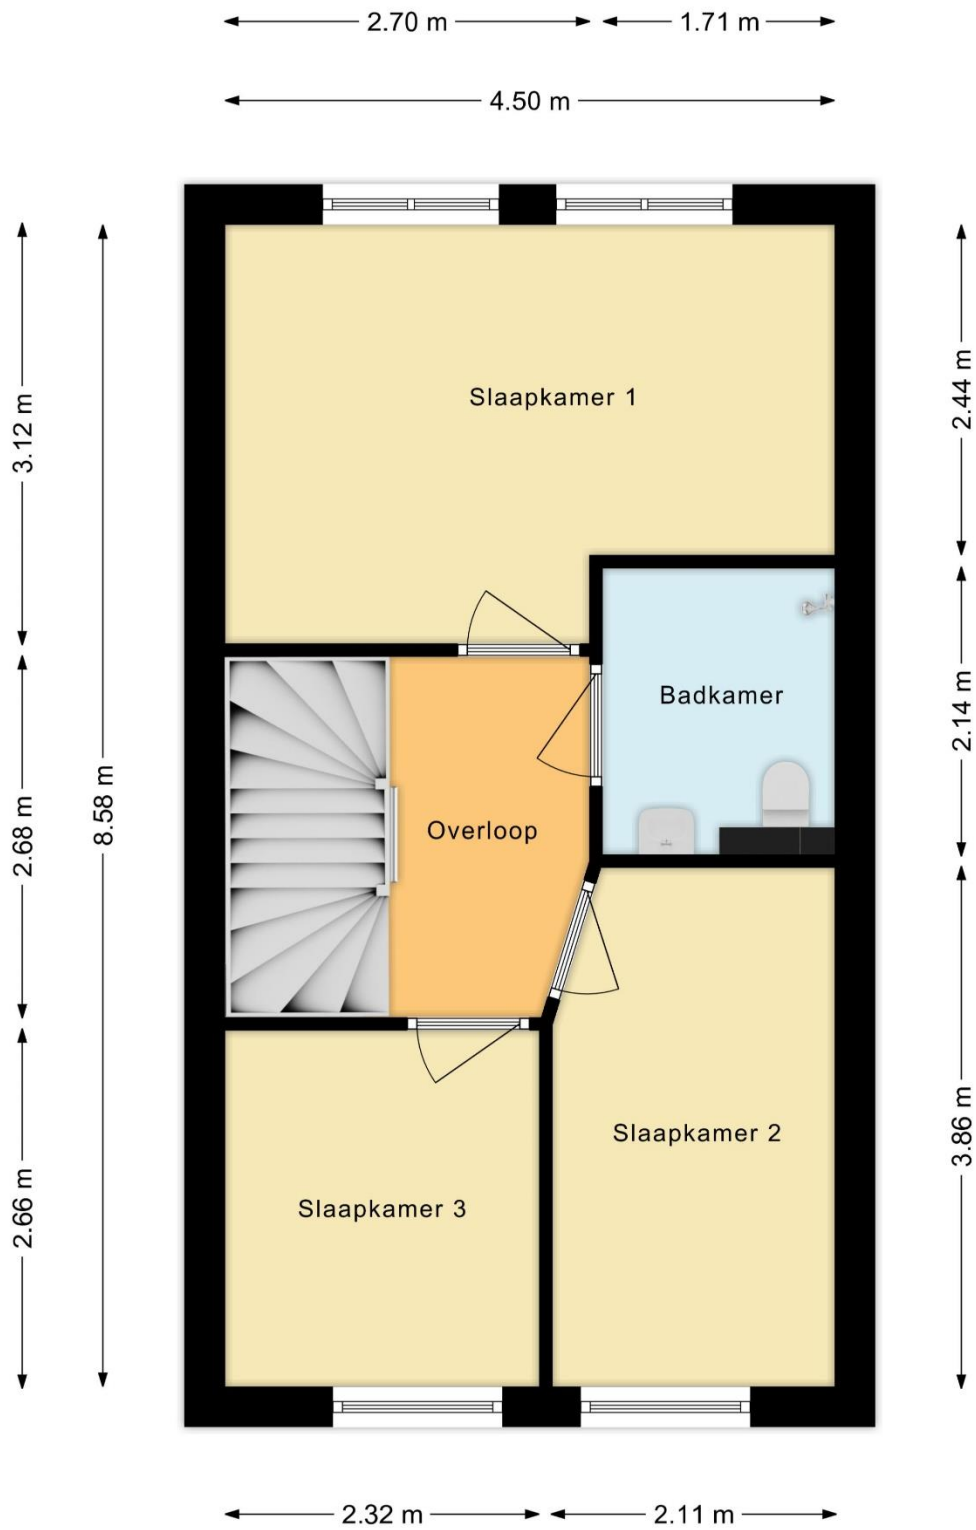 2.70 m
1.71 m
4.50 m
3.12 m
8.58 m
2.44 m
Slaapkamer 1
Badkamer
2.14 m
2.68 m
Overloop
Slaapkamer 2
3.86 m
2.66 m
Slaapkamer 3
2.32 m
2.11 m